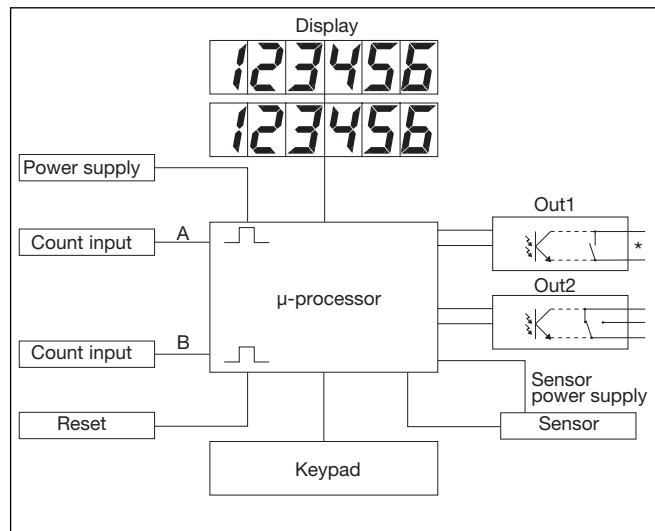 Display
123456
123456
Power supply
Out1
Count input
A
*
µ-processor
Out2
Count input
B
Sensor
power supply
Reset
Sensor
Keypad